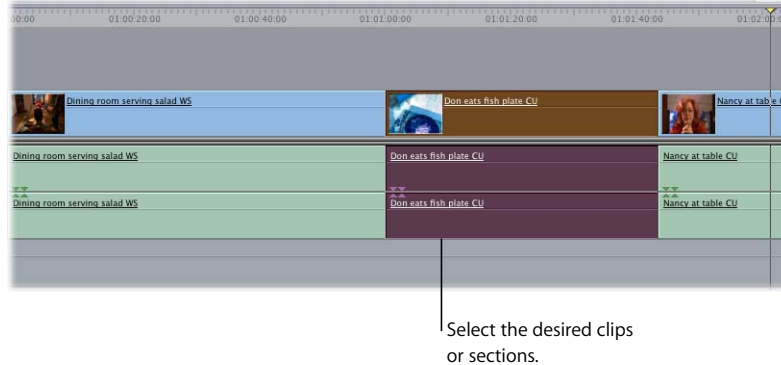 00:00 01:00:20:00 01:00:40:00 01:01:00:00 01:01:20:00 01:01:40:00 01:02:00:0
Dining room serving salad WS Don eats fish plate CU Nancy at table
Dining room serving salad WS Don eats fish plate CU Nancy at table CU
Dining room serving salad WS Don eats fish plate CU Nancy at table CU
Select the desired clips
or sections.